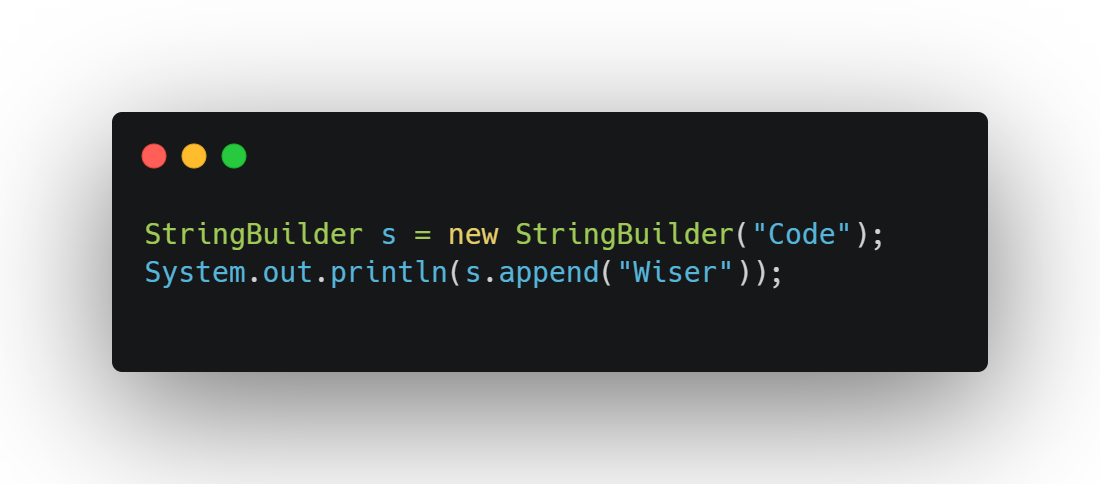 StringBuilder s = new StringBuilder("Code");
System.out.println(s.append("Wiser"));